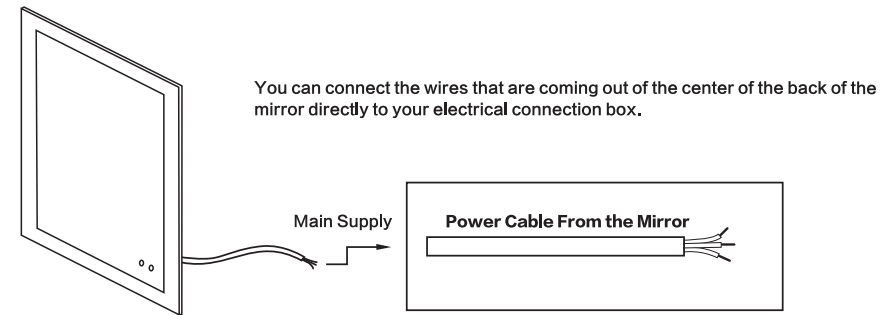 You can connect the wires that are coming out of the center of the back of the
mirror directly to your electrical connection box.
Main Supply
Power Cable From the Mirror